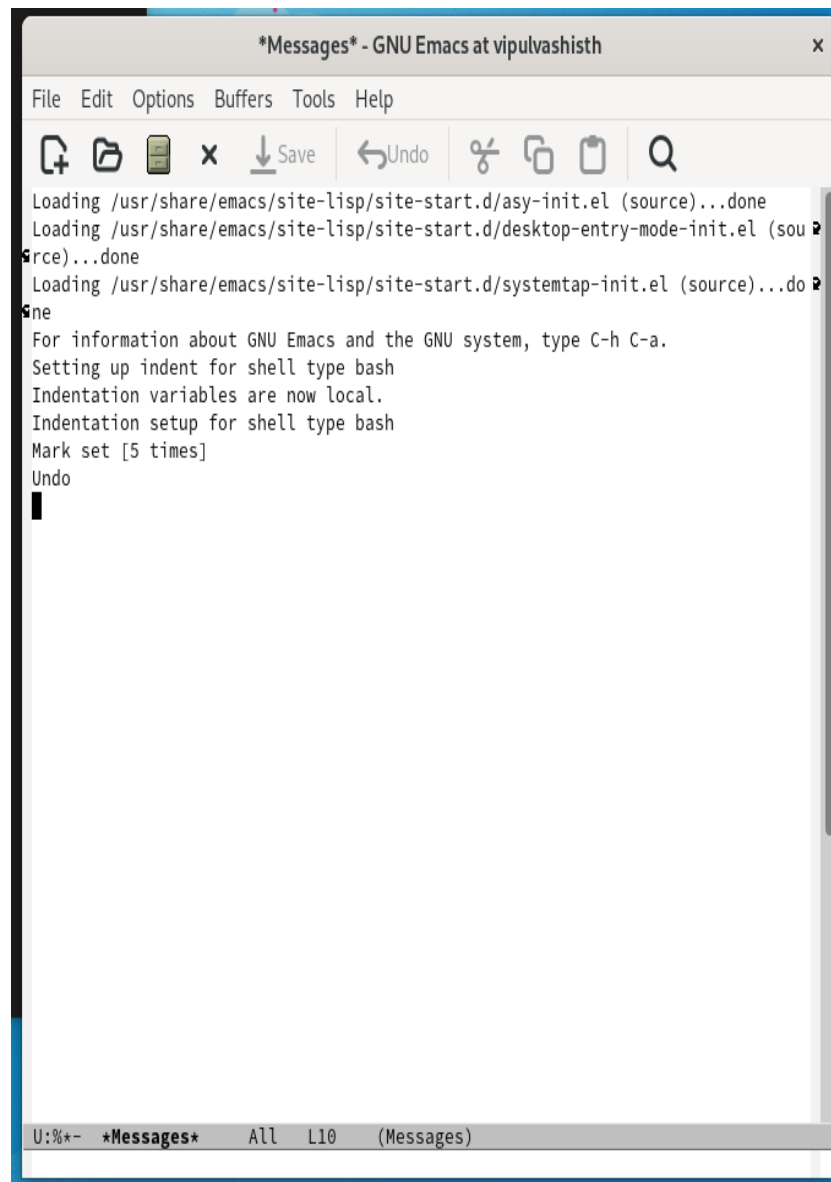 *Messages* - GNU Emacs at vipulvashisth
File Edit Options Buffers Tools Help
Save Undo
Loading /usr/share/emacs/site-lisp/site-start.d/asy-init.el (source)...done
Loading /usr/share/emacs/site-lisp/site-start.d/desktop-entry-mode-init.el (sou
rce)...done
Loading /usr/share/emacs/site-lisp/site-start.d/systemtap-init.el (source)...do
ne
For information about GNU Emacs and the GNU system, type C-h C-a.
Setting up indent for shell type bash
Indentation variables are now local.
Indentation setup for shell type bash
Mark set [5 times]
Undo
U:%*- *Messages* All L10 (Messages)